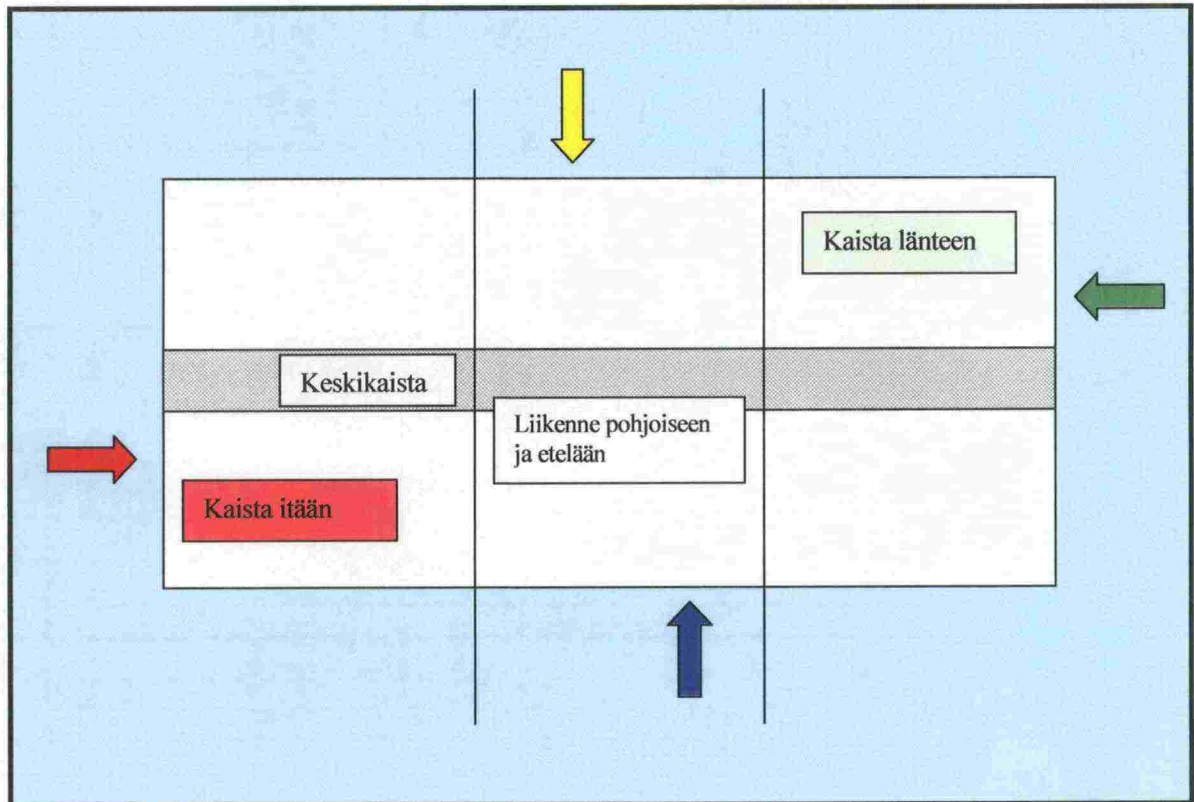 Kaista länteen
Keskikaista
Liikenne pohjoiseen
ja etelään
Kaista itään